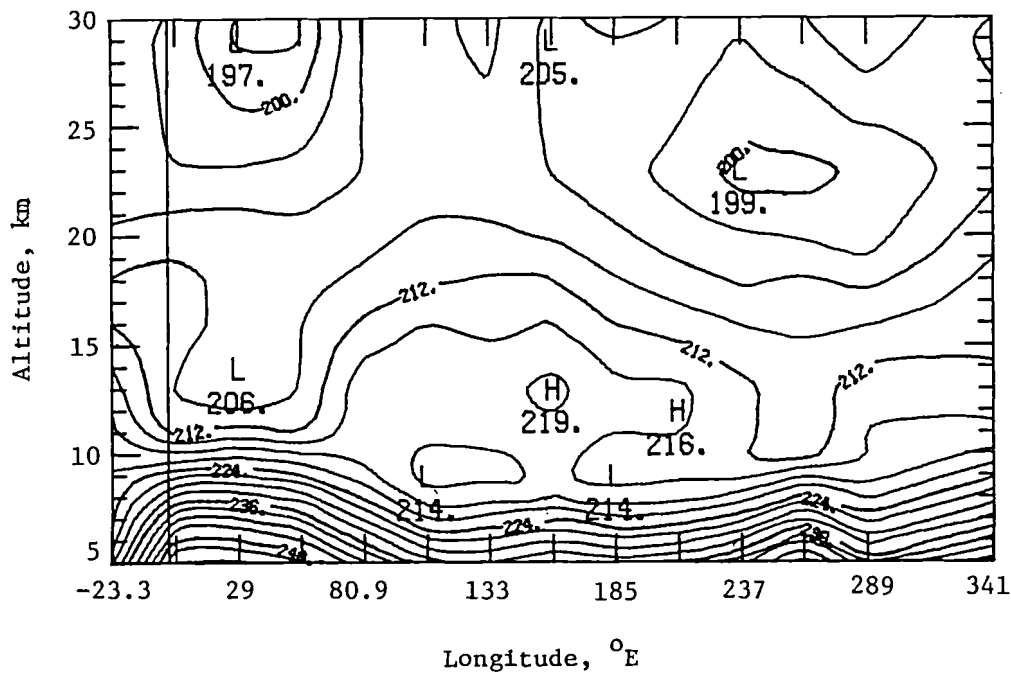 30
L
197.
200.
L
205.
25
200.
L
199.
20
212.
15
212.
212.
L
206.
H
219.
H
216.
212.
10
224.
L
214.
L
214.
224.
236.
224.
5
-23.3 29 80.9 133 185 237 289 341
Altitude, km
Longitude, °E